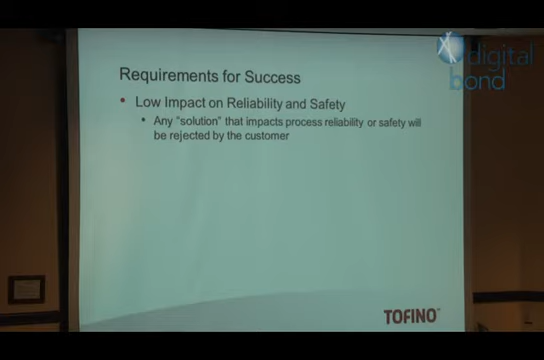 digital
bond
Requirements for Success
• Low Impact on Reliability and Safety
• Any "solution" that impacts process reliability or safety will
be rejected by the customer
TOFINO™